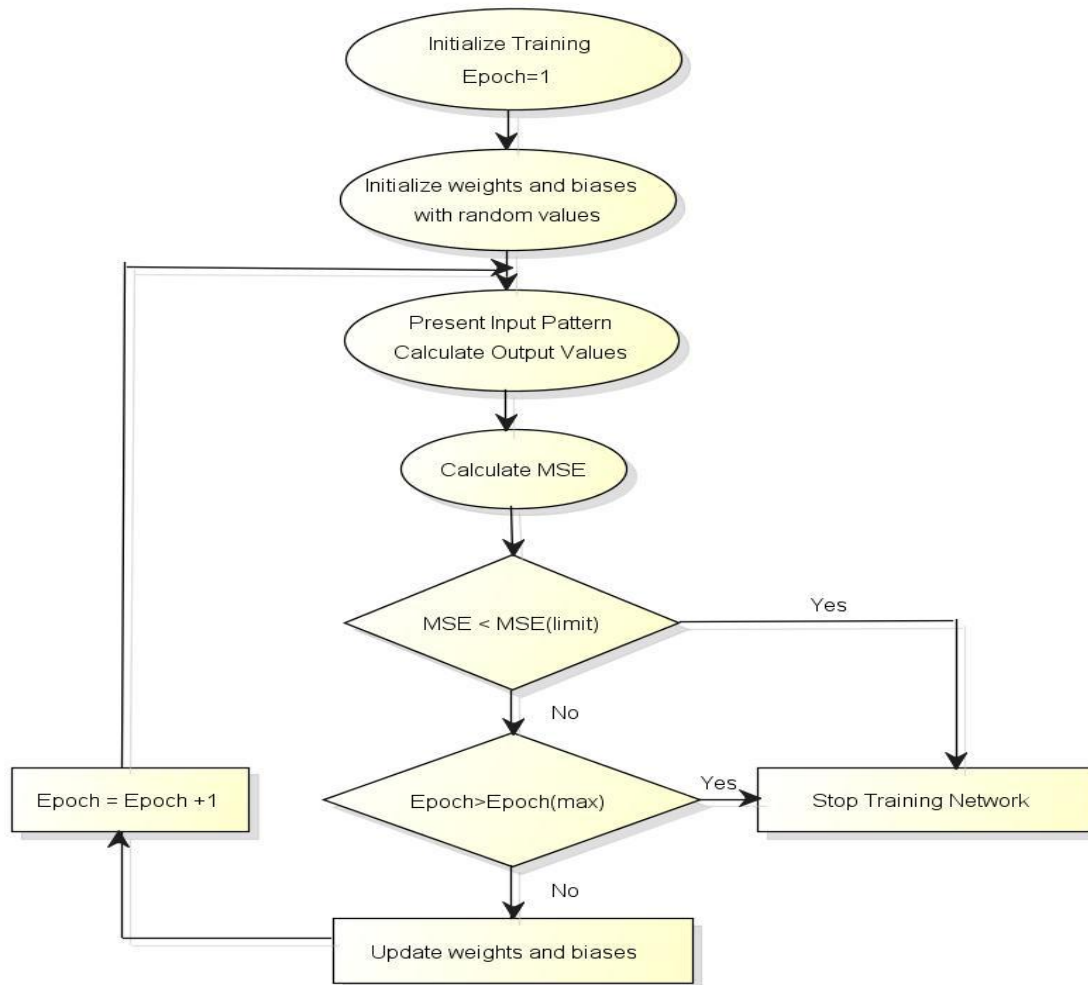 Initialize Training
Epoch=1
Initialize weights and biases
with random values
Present Input Pattern
Calculate Output Values
Calculate MSE
MSE < MSE(limit)
Yes
No
Epoch>Epoch(max)
Yes
Stop Training Network
Epoch = Epoch +1
No
Update weights and biases